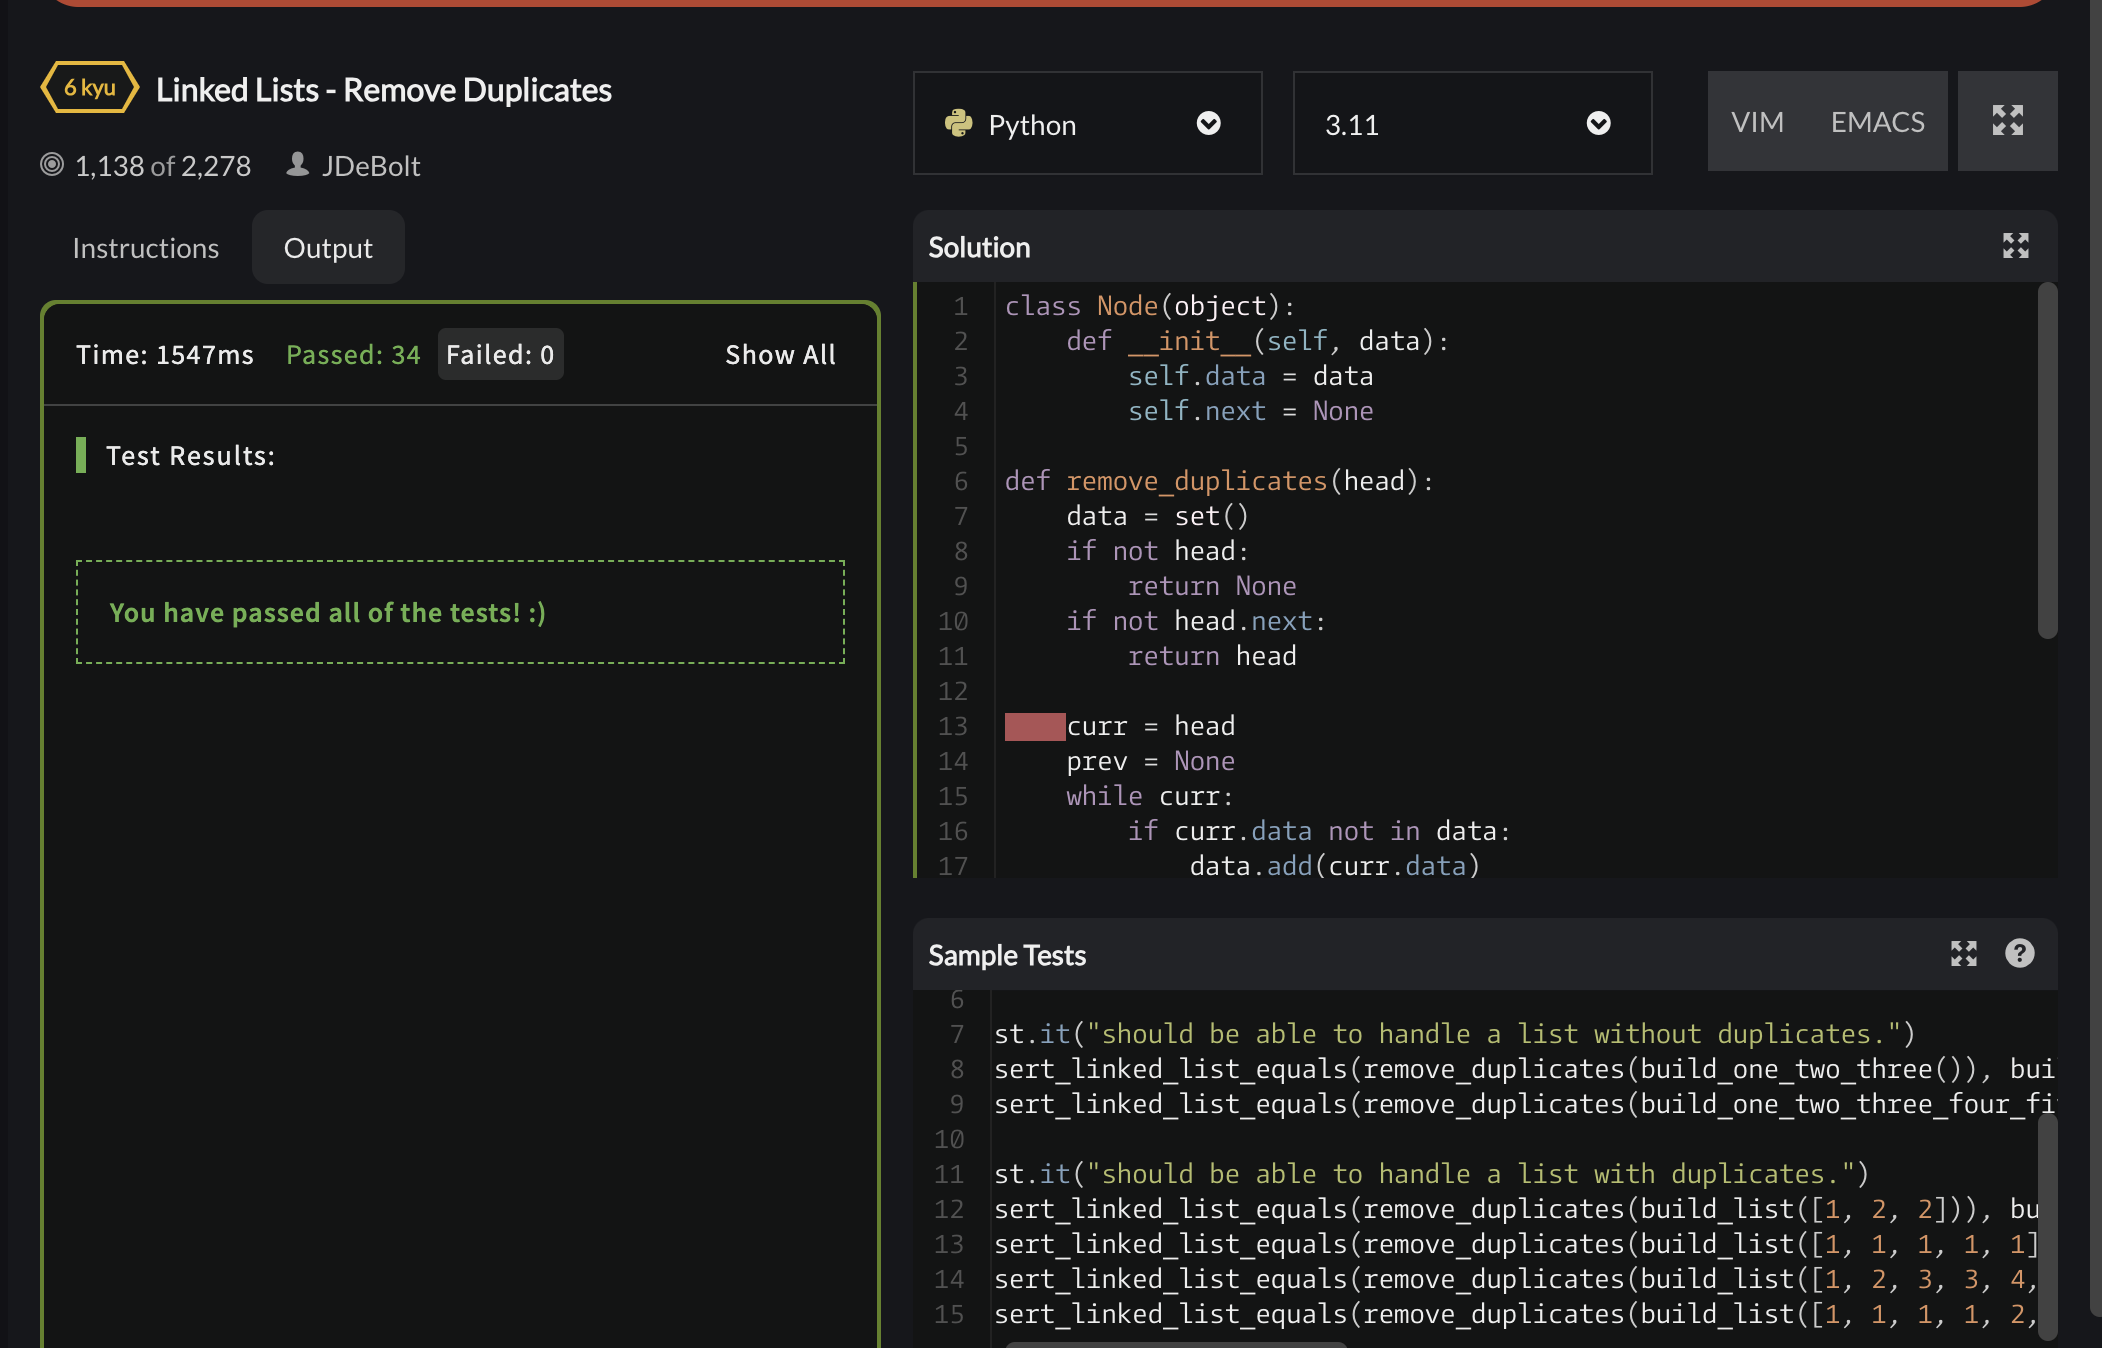 6 kyu Linked Lists - Remove Duplicates
1,138 of 2,278 JDeBolt
Python
3.11
VIM EMACS
Instructions Output
Time: 1547ms Passed: 34 Failed: 0 Show All
Test Results:
You have passed all of the tests! :)
Solution
1 class Node(object):
2     def __init__(self, data):
3         self.data = data
4         self.next = None
5
6 def remove_duplicates(head):
7     data = set()
8     if not head:
9         return None
10     if not head.next:
11         return head
12
13     curr = head
14     prev = None
15     while curr:
16         if curr.data not in data:
17             data.add(curr.data)
Sample Tests
6
7 st.it("should be able to handle a list without duplicates.")
8 sert_linked_list_equals(remove_duplicates(build_one_two_three()), bui
9 sert_linked_list_equals(remove_duplicates(build_one_two_three_four_fi
10
11 st.it("should be able to handle a list with duplicates.")
12 sert_linked_list_equals(remove_duplicates(build_list([1, 2, 2])), bu
13 sert_linked_list_equals(remove_duplicates(build_list([1, 1, 1, 1, 1]
14 sert_linked_list_equals(remove_duplicates(build_list([1, 2, 3, 3, 4,
15 sert_linked_list_equals(remove_duplicates(build_list([1, 1, 1, 1, 2,